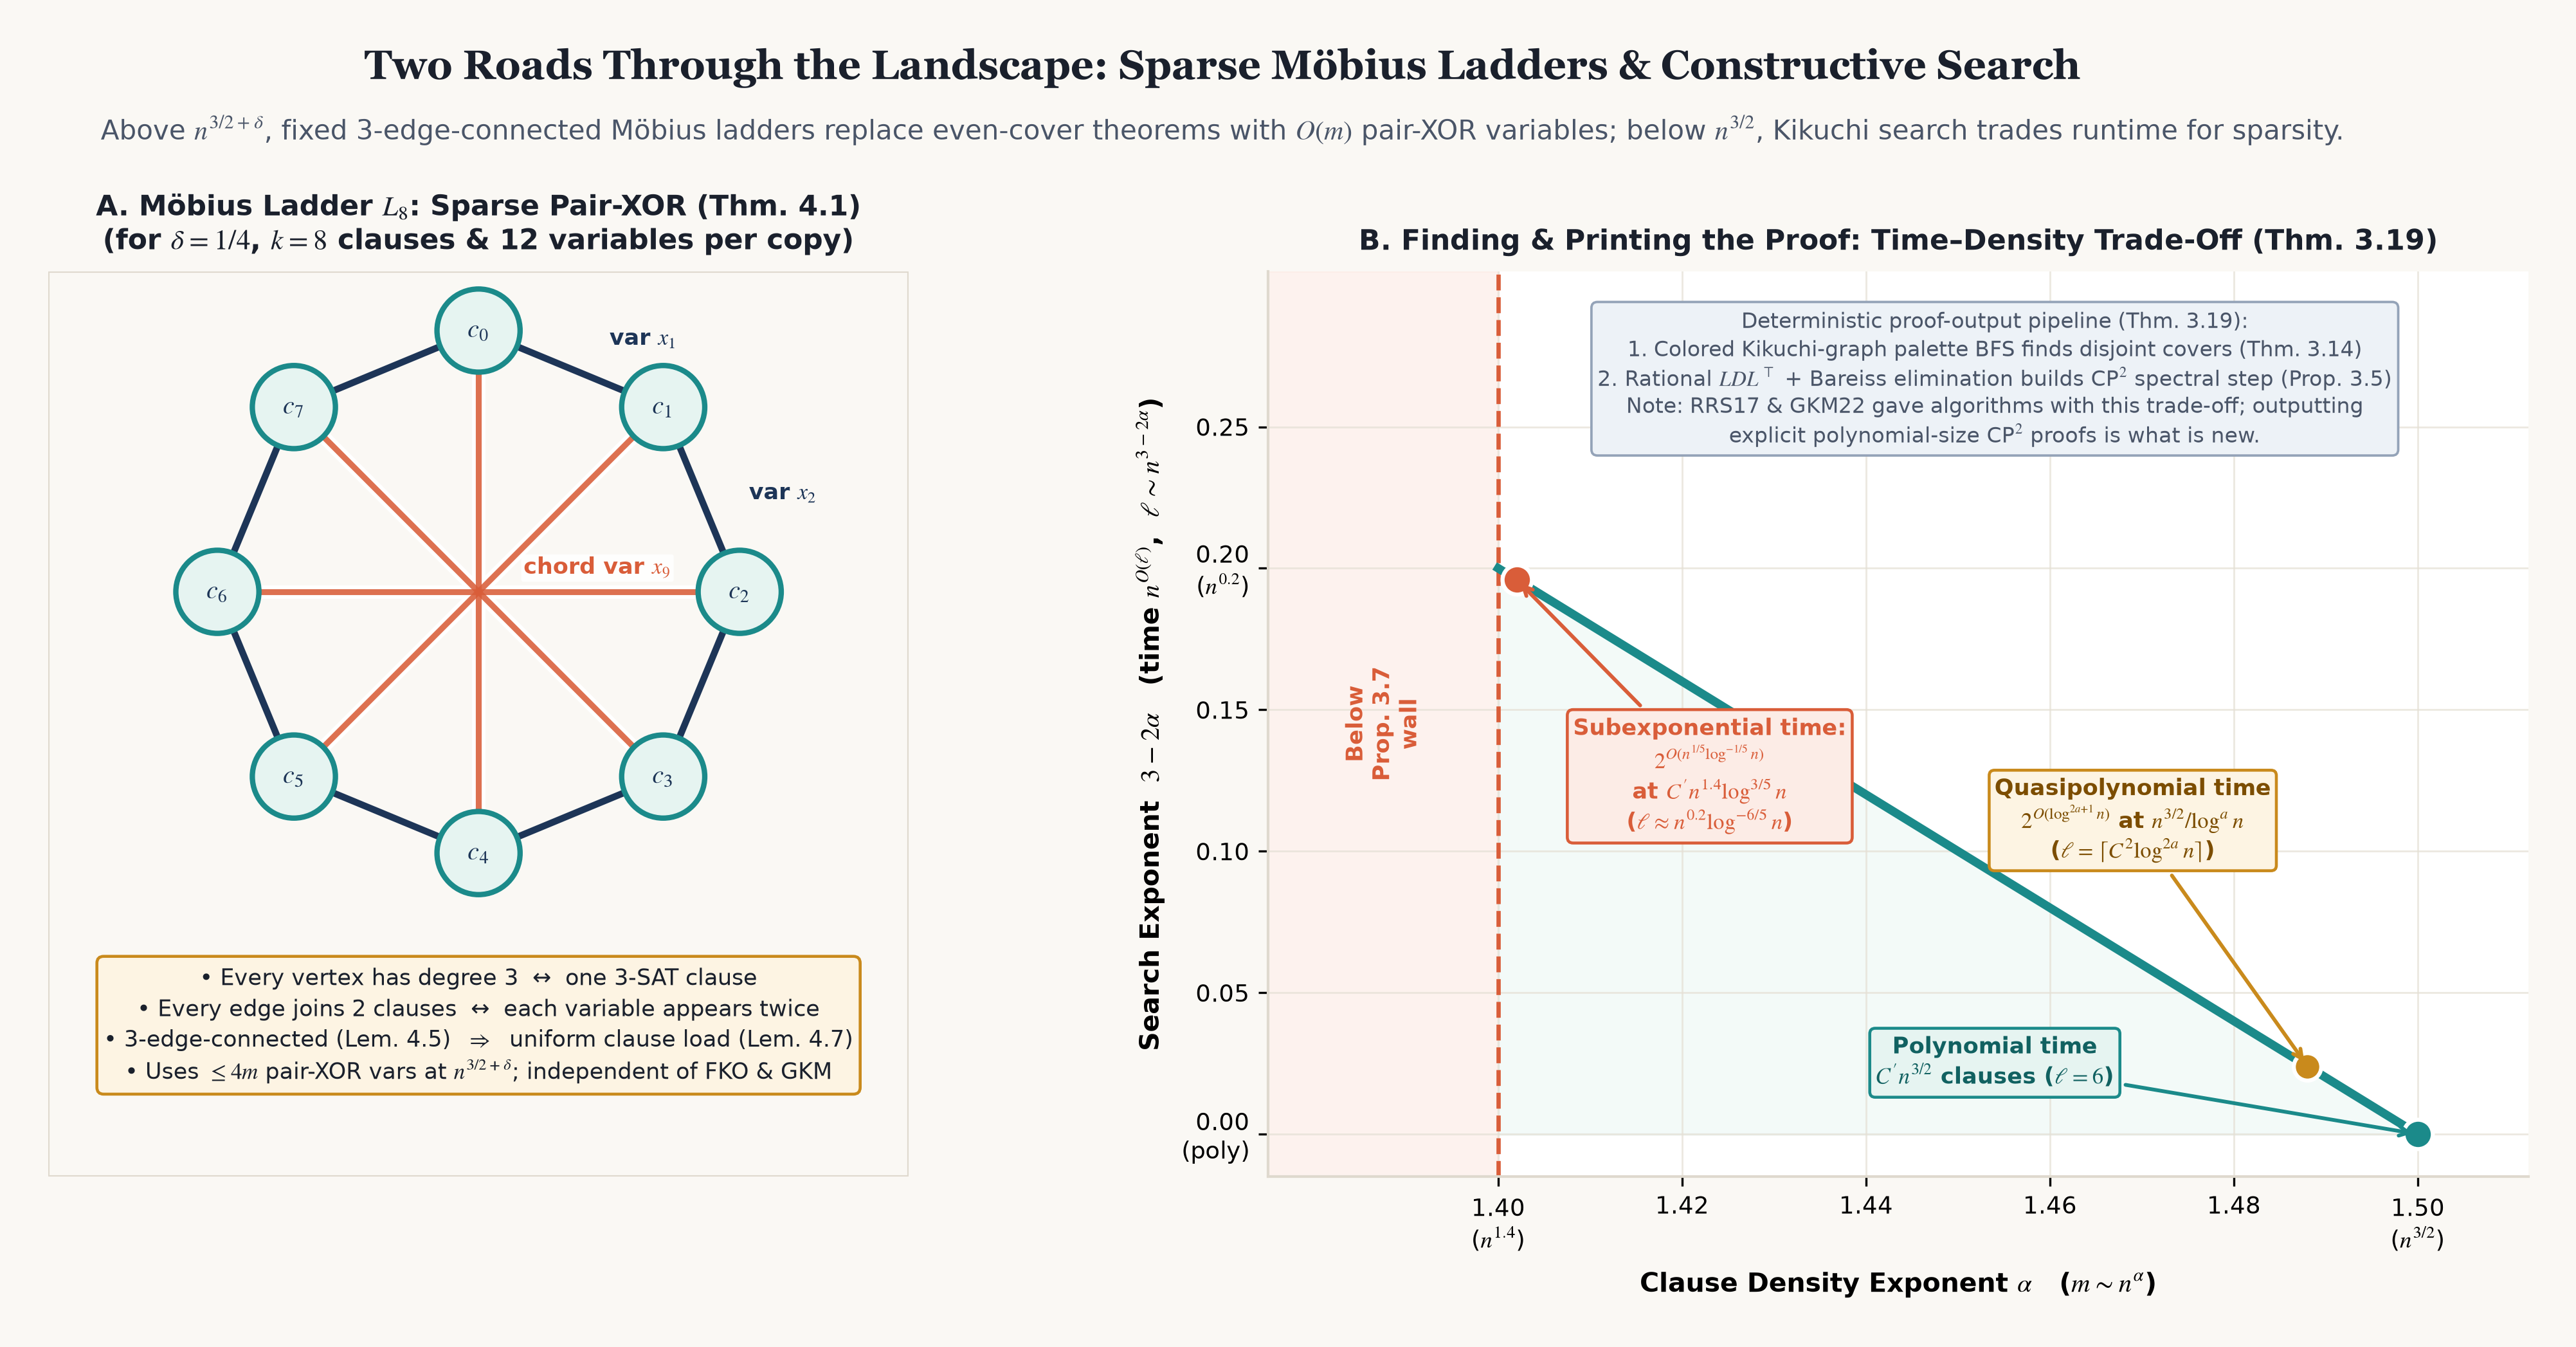 Two Roads Through the Landscape: Sparse Möbius Ladders & Constructive Search
Above n^{3/2 + δ}, fixed 3-edge-connected Möbius ladders replace even-cover theorems with O(m) pair-XOR variables; below n^{3/2}, Kikuchi search trades runtime for sparsity.
A. Möbius Ladder L₈: Sparse Pair-XOR (Thm. 4.1)
(for δ = 1/4, k = 8 clauses & 12 variables per copy)
c₀
var x₁
c₇
c₁
var x₂
chord var x₉
c₆
c₂
c₅
c₃
c₄
• Every vertex has degree 3 ↔ one 3-SAT clause
• Every edge joins 2 clauses ↔ each variable appears twice
• 3-edge-connected (Lem. 4.5) ⇒ uniform clause load (Lem. 4.7)
• Uses ≤ 4m pair-XOR vars at n^{3/2 + δ}; independent of FKO & GKM
B. Finding & Printing the Proof: Time–Density Trade-Off (Thm. 3.19)
Deterministic proof-output pipeline (Thm. 3.19):
1. Colored Kikuchi-graph palette BFS finds disjoint covers (Thm. 3.14)
2. Rational LDL^⊤ + Bareiss elimination builds CP² spectral step (Prop. 3.5)
Note: RRS17 & GKM22 gave algorithms with this trade-off; outputting
explicit polynomial-size CP² proofs is what is new.
Search Exponent 3 − 2α (time n^{O(ℓ)}, ℓ ~ n^{3 − 2α})
0.25
0.20
(n^{0.2})
0.15
0.10
0.05
0.00
(poly)
Below
Prop. 3.7
wall
Subexponential time:
2^{O(n^{1/5} log^{−1/5} n)}
at C′n^{1.4} log^{3/5} n
(ℓ ≈ n^{0.2} log^{−6/5} n)
Quasipolynomial time
2^{O(log^{2a+1} n)} at n^{3/2}/log^a n
(ℓ = ⌈C² log^{2a} n⌉)
Polynomial time
C′n^{3/2} clauses (ℓ = 6)
1.40
(n^{1.4})
1.42
1.44
1.46
1.48
1.50
(n^{3/2})
Clause Density Exponent α (m ~ n^α)